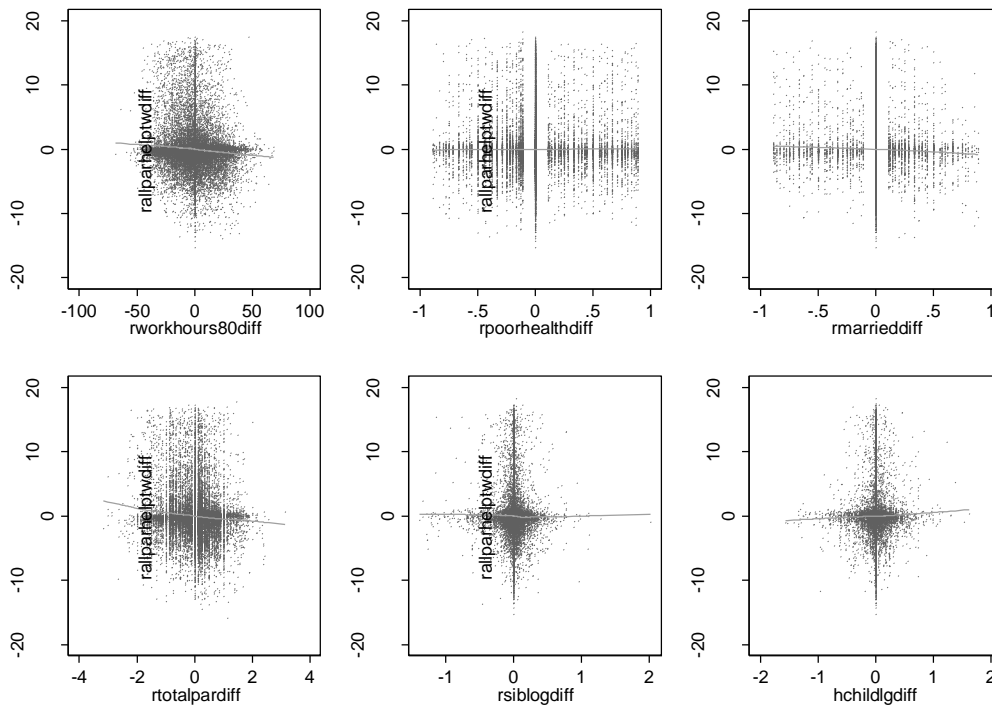 20
10
0
-10
-20
rallparhelptwdiff
-100 -50 0 50 100
rworkhours80diff
20
10
0
-10
-20
rallparhelptwdiff
-1 -.5 0 .5 1
rpoorhealthdiff
20
10
0
-10
-20
-1 -.5 0 .5 1
rmarrieddiff
20
10
0
-10
-20
rallparhelptwdiff
-4 -2 0 2 4
rtotalpardiff
20
10
0
-10
-20
rallparhelptwdiff
-1 0 1 2
rsiblogdiff
20
10
0
-10
-20
-2 -1 0 1 2
hchildlgdiff